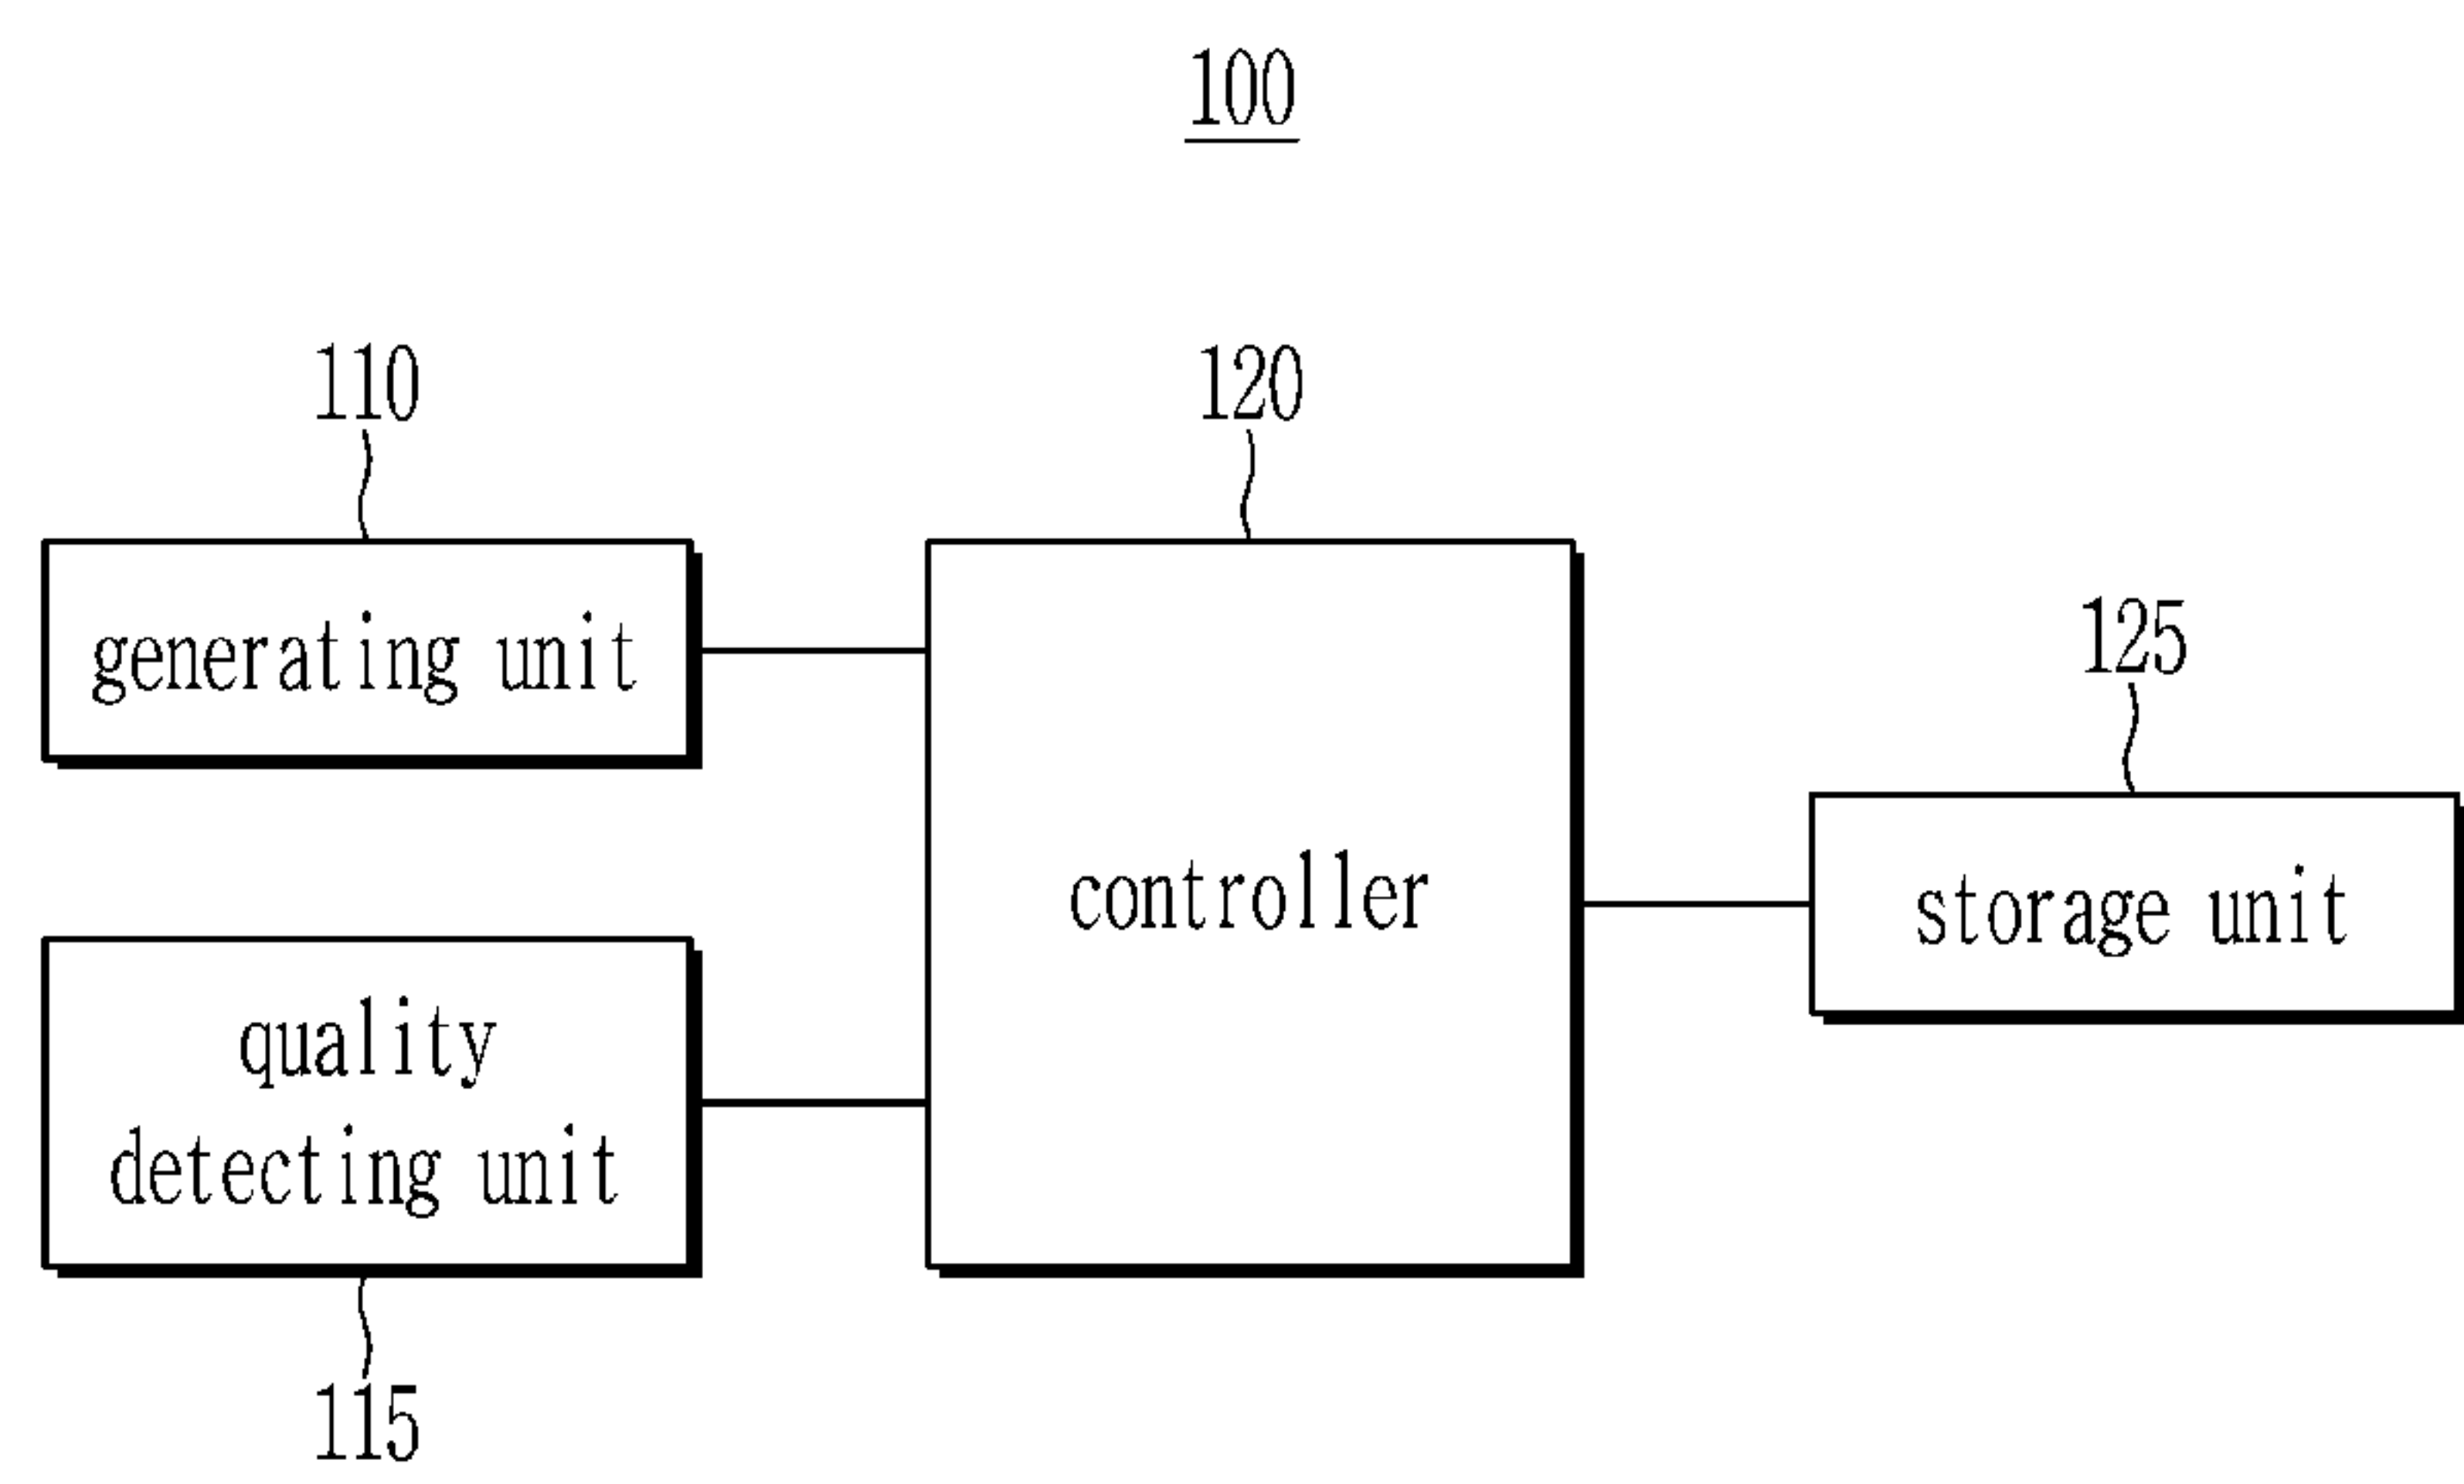 100
110
120
generating unit
125
controller
storage unit
quality
detecting unit
115